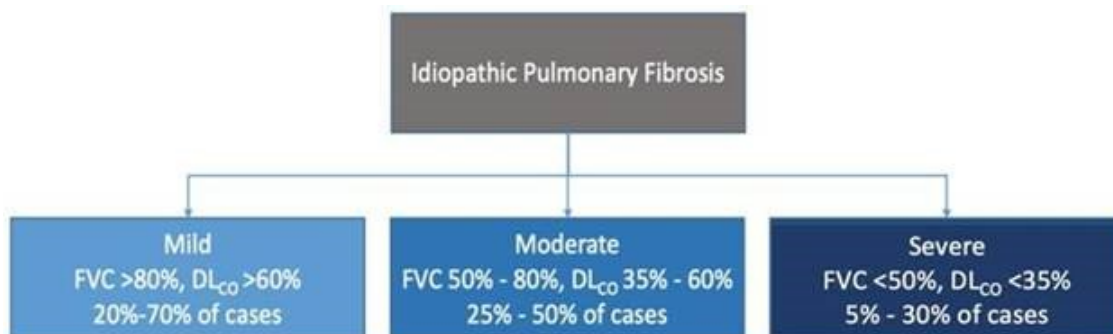 Idiopathic Pulmonary Fibrosis
Mild
FVC >80%, DLCO >60%
20%-70% of cases
Moderate
FVC 50% - 80%, DLCO 35% - 60%
25% - 50% of cases
Severe
FVC <50%, DLCO <35%
5% - 30% of cases